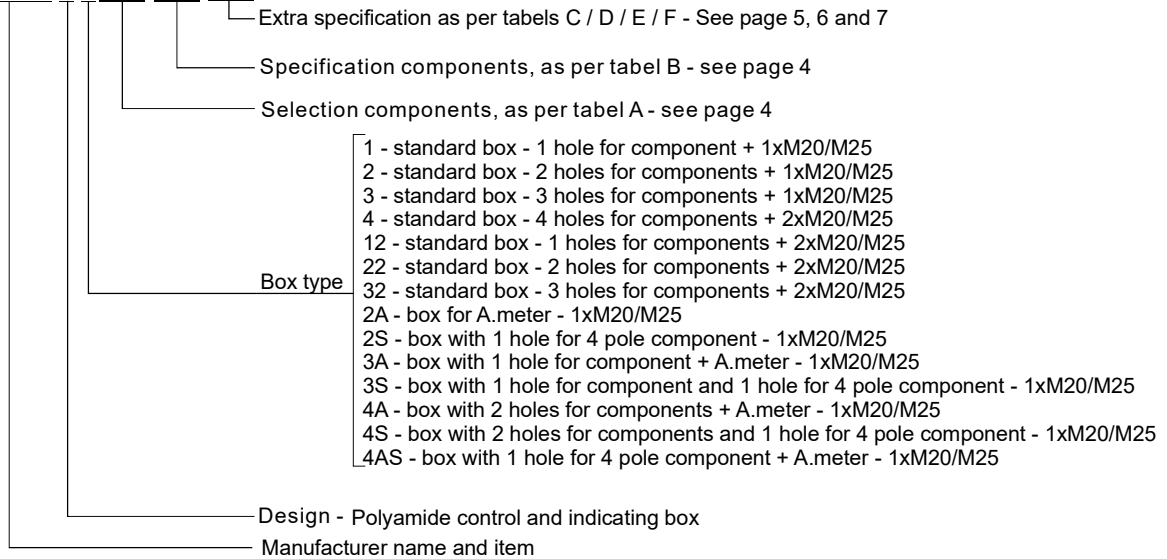 Extra specification as per tabels C / D / E / F - See page 5, 6 and 7
Specification components, as per tabel B - see page 4
Selection components, as per tabel A - see page 4
Box type
1 - standard box - 1 hole for component + 1xM20/M25
2 - standard box - 2 holes for components + 1xM20/M25
3 - standard box - 3 holes for components + 1xM20/M25
4 - standard box - 4 holes for components + 2xM20/M25
12 - standard box - 1 holes for components + 2xM20/M25
22 - standard box - 2 holes for components + 2xM20/M25
32 - standard box - 3 holes for components + 2xM20/M25
2A - box for A.meter - 1xM20/M25
2S - box with 1 hole for 4 pole component - 1xM20/M25
3A - box with 1 hole for component + A.meter - 1xM20/M25
3S - box with 1 hole for component and 1 hole for 4 pole component - 1xM20/M25
4A - box with 2 holes for components + A.meter - 1xM20/M25
4S - box with 2 holes for components and 1 hole for 4 pole component - 1xM20/M25
4AS - box with 1 hole for 4 pole component + A.meter - 1xM20/M25
Design - Polyamide control and indicating box
Manufacturer name and item